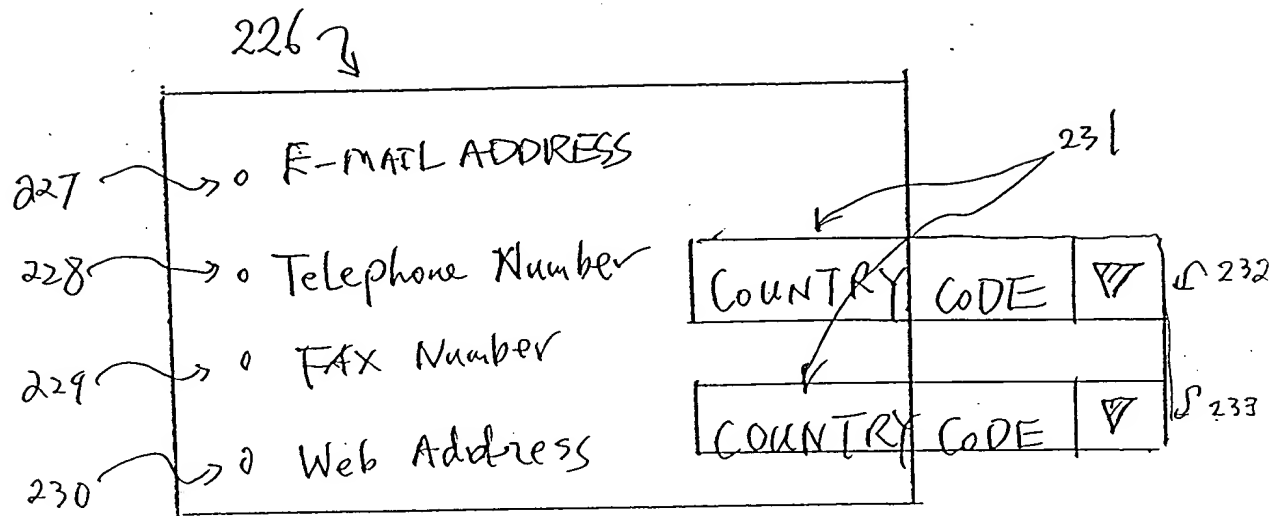 226
227 E-MAIL ADDRESS
231
228 Telephone Number COUNTRY CODE 232
229 FAX Number
COUNTRY CODE 233
230 Web Address